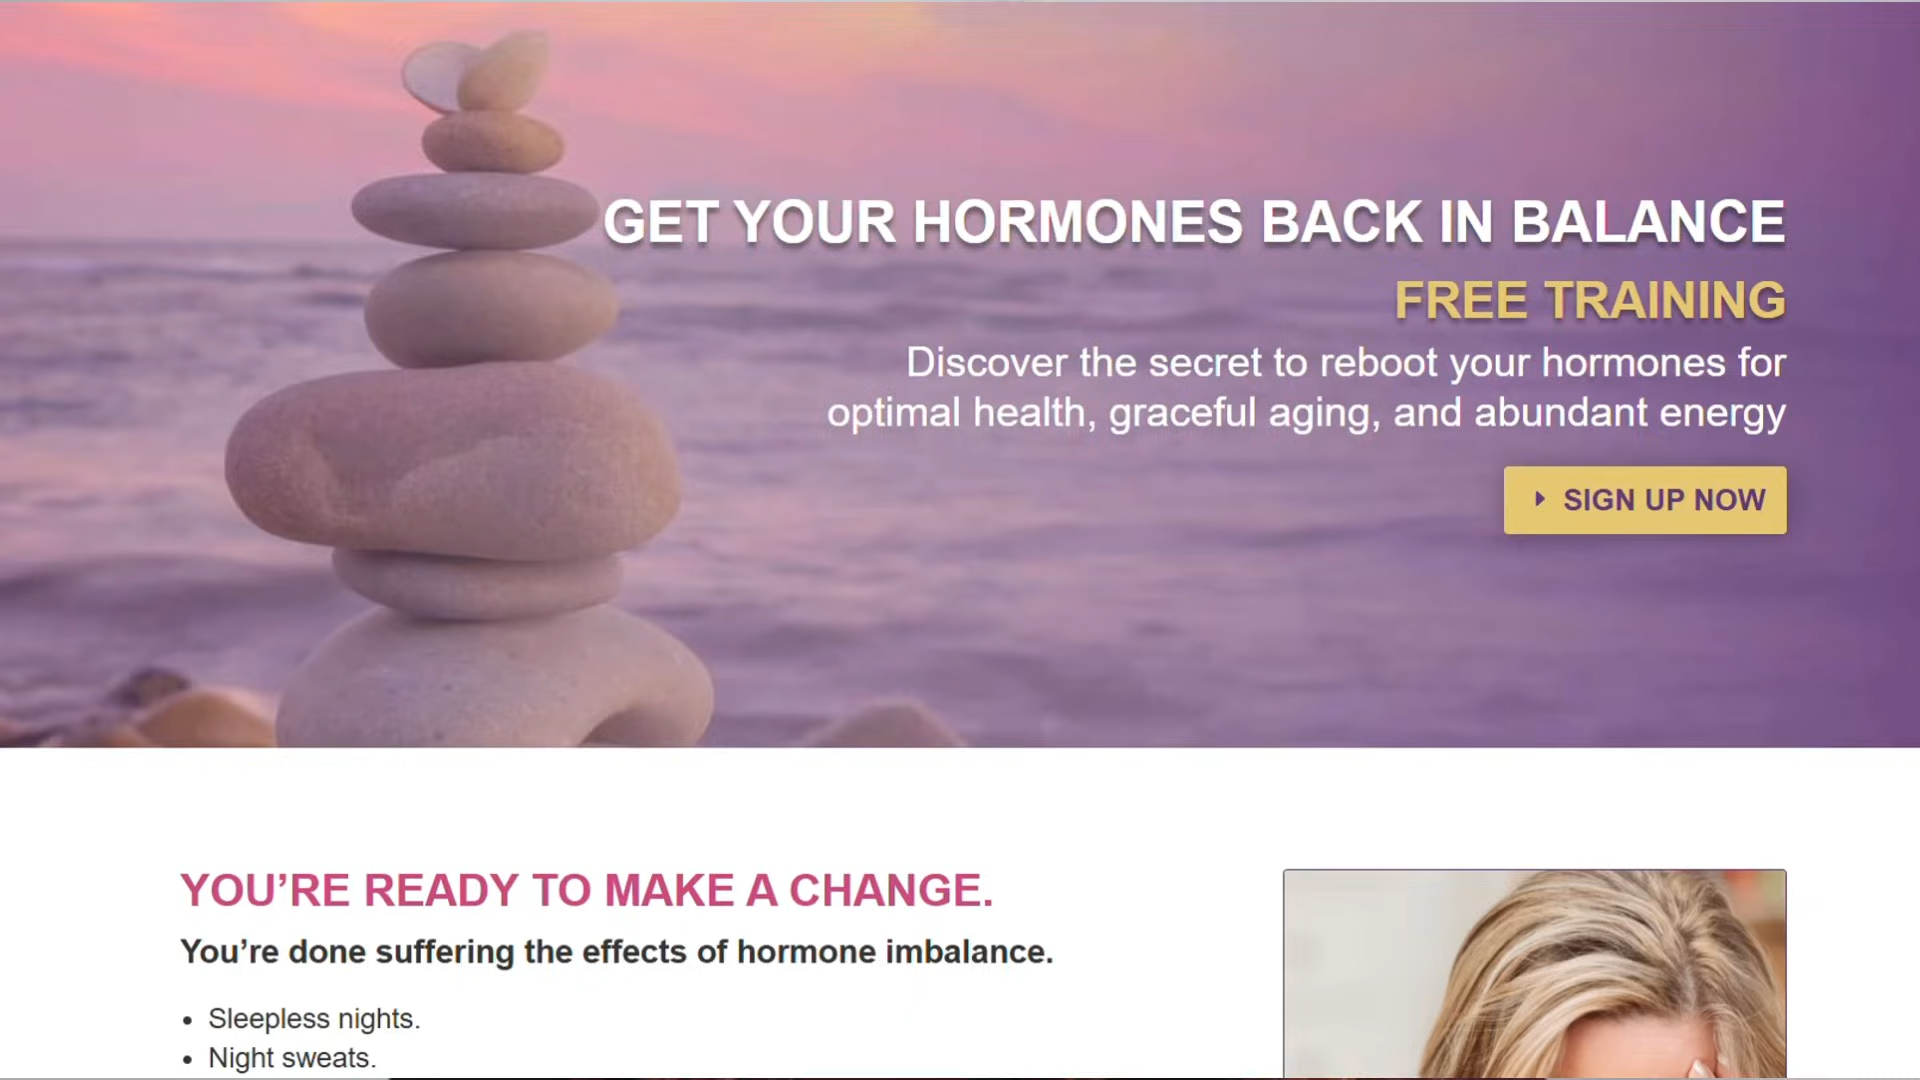 GET YOUR HORMONES BACK IN BALANCE
FREE TRAINING
Discover the secret to reboot your hormones for
optimal health, graceful aging, and abundant energy
SIGN UP NOW
YOU’RE READY TO MAKE A CHANGE.
You’re done suffering the effects of hormone imbalance.
• Sleepless nights.
• Night sweats.